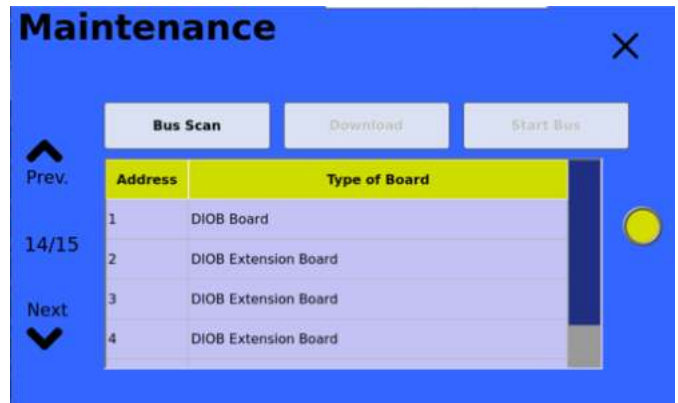 Maintenance
Bus Scan Download Start Bus
Prev.
Address Type of Board
1 DIOB Board
14/15
2 DIOB Extension Board
3 DIOB Extension Board
Next
4 DIOB Extension Board